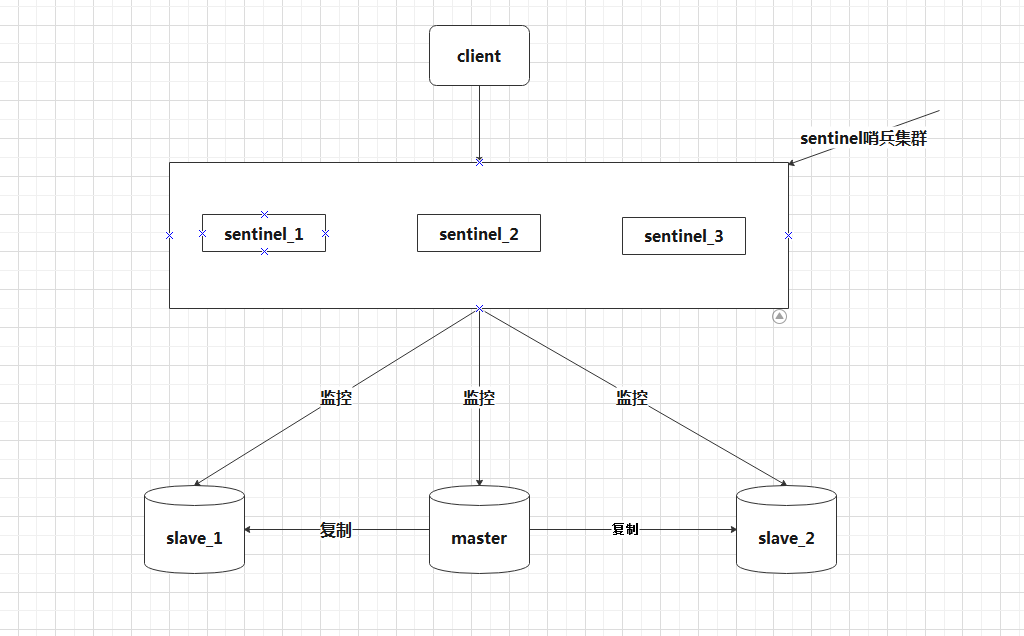 client
sentinel哨兵集群
sentinel_1
sentinel_2
sentinel_3
监控
监控
监控
slave_1
复制
master
复制
slave_2